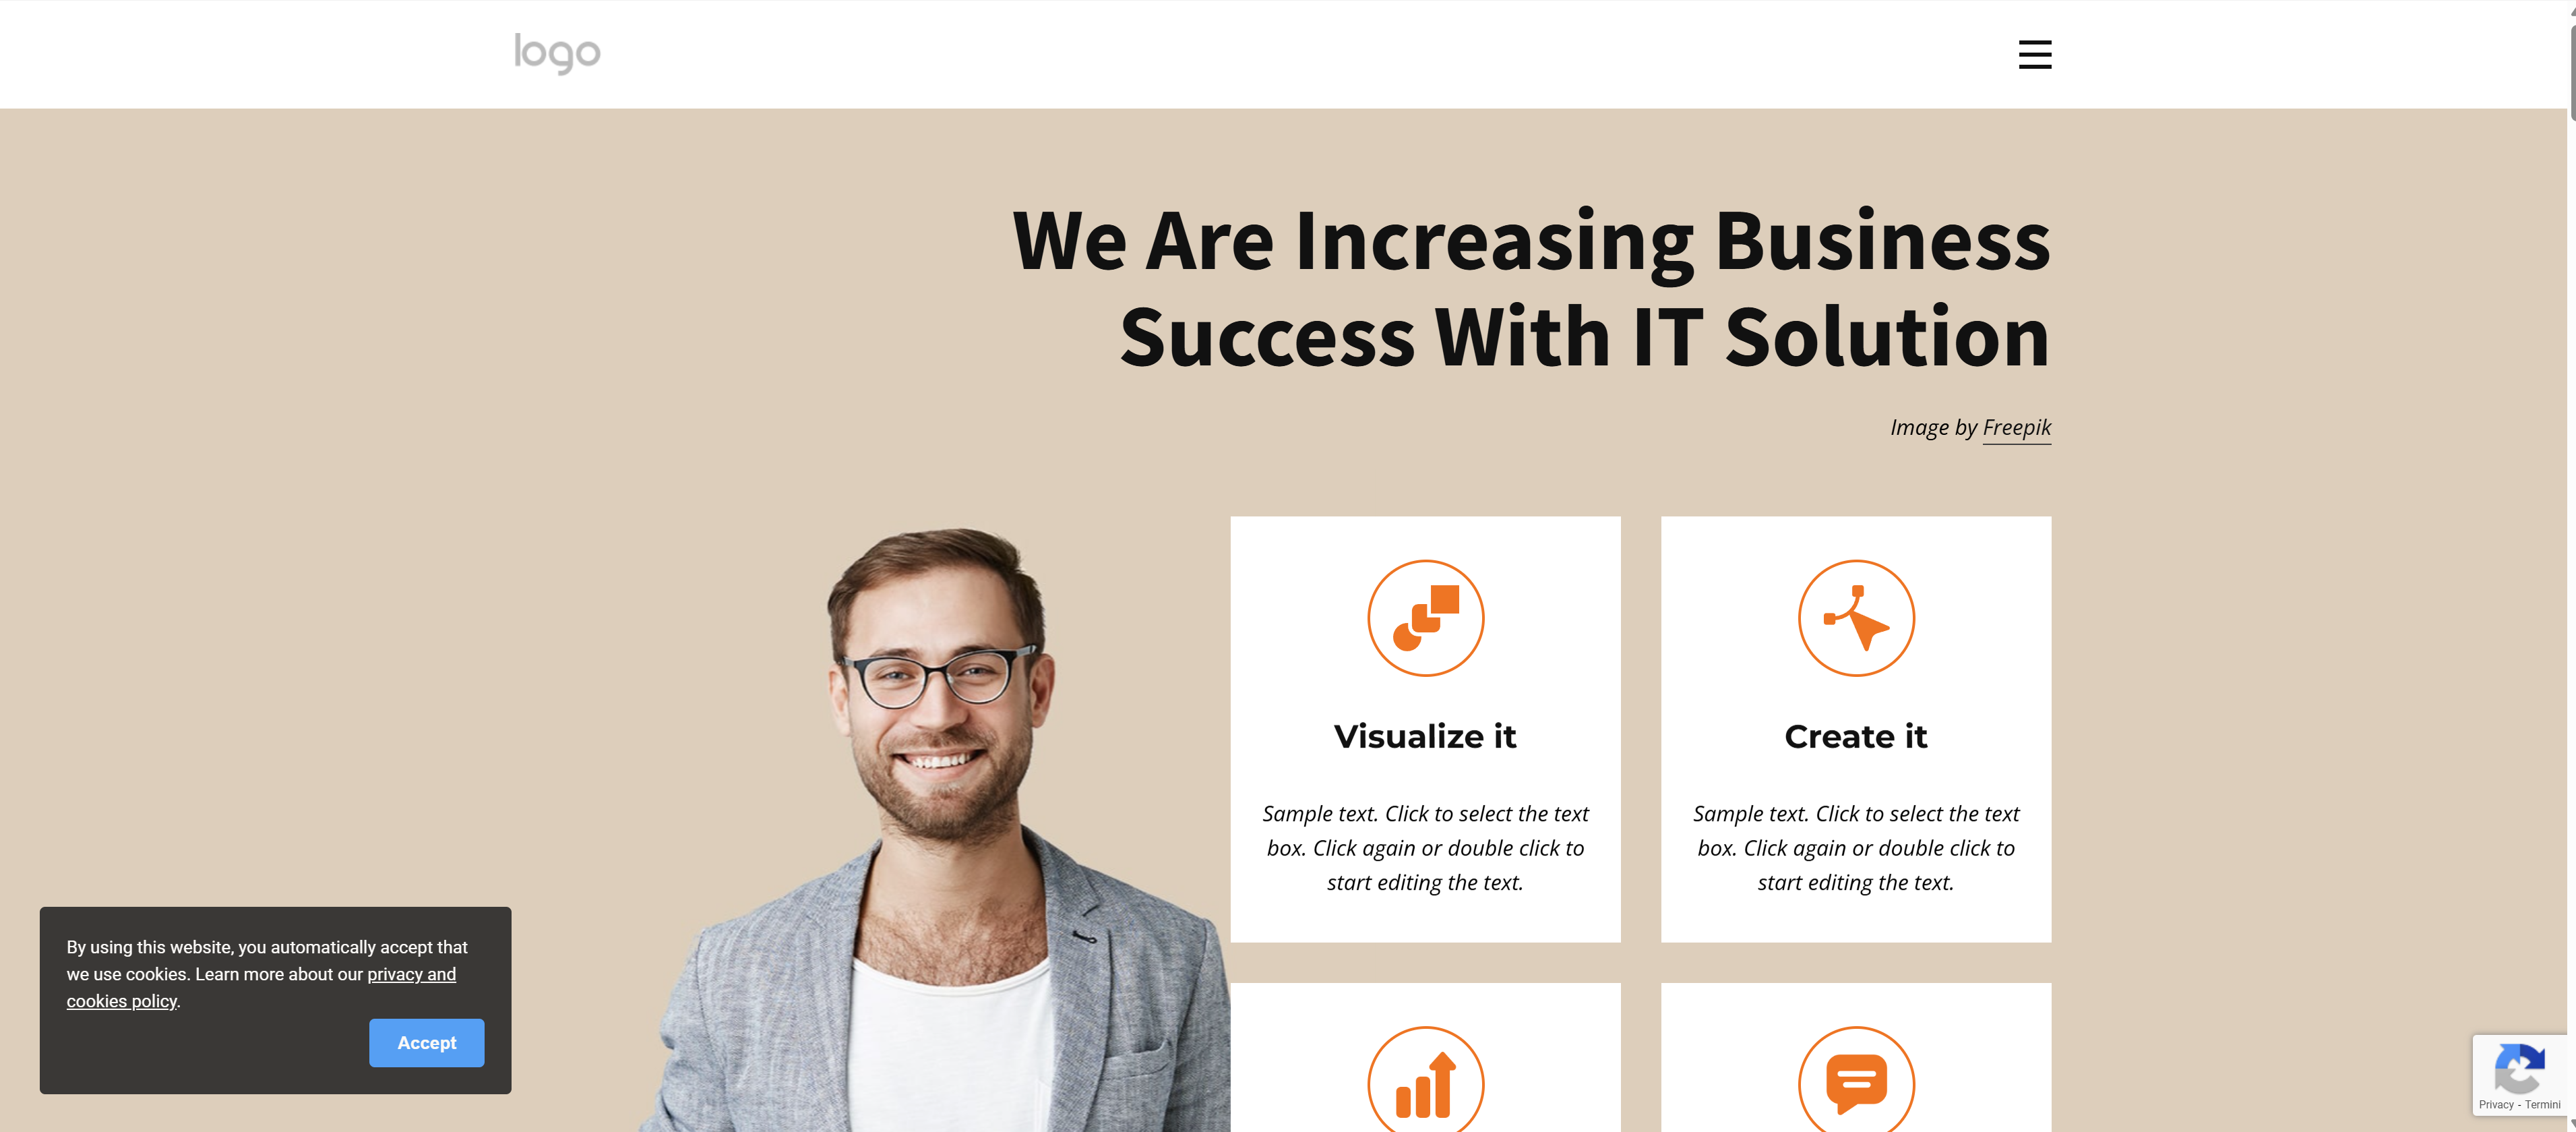 logo
We Are Increasing Business
Success With IT Solution
Image by Freepik
Visualize it
Sample text. Click to select the text
box. Click again or double click to
start editing the text.
Create it
Sample text. Click to select the text
box. Click again or double click to
start editing the text.
By using this website, you automatically accept that
we use cookies. Learn more about our privacy and
cookies policy.
Accept
Privacy - Termini